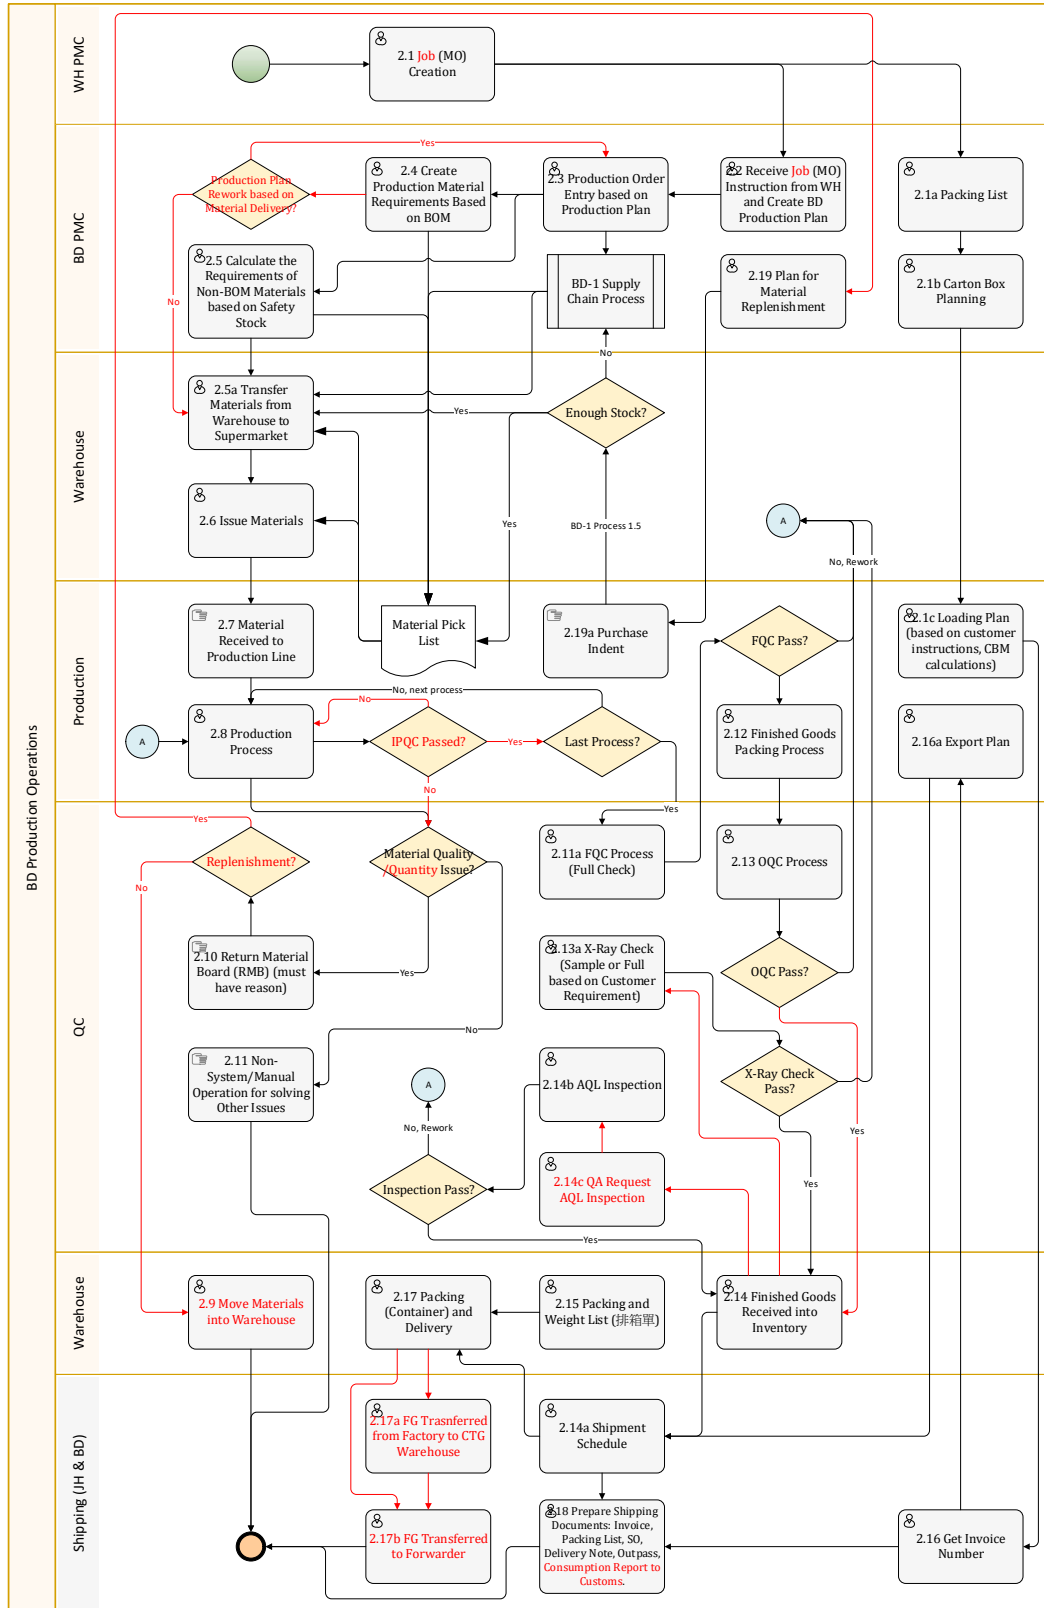 BD Production Operations
WH PMC
2.1 Job (MO)
Creation
BD PMC
Yes
Production Plan
Rework based on
Material Delivery?
2.4 Create
Production Material
Requirements Based
on BOM
2.3 Production Order
Entry based on
Production Plan
2.2 Receive Job (MO)
Instruction from WH
and Create BD
Production Plan
2.1a Packing List
2.5 Calculate the
Requirements of
Non-BOM Materials
based on Safety
Stock
BD-1 Supply
Chain Process
2.19 Plan for
Material
Replenishment
2.1b Carton Box
Planning
No
No
Warehouse
2.5a Transfer
Materials from
Warehouse to
Supermarket
Yes
Enough Stock?
2.6 Issue Materials
Yes
BD-1 Process 1.5
A
No, Rework
Production
2.7 Material
Received to
Production Line
Material Pick
List
2.19a Purchase
Indent
FQC Pass?
2.1c Loading Plan
(based on customer
instructions, CBM
calculations)
No, next process
No
A
2.8 Production
Process
IPQC Passed?
Yes
Last Process?
2.12 Finished Goods
Packing Process
2.16a Export Plan
No
Yes
QC
Yes
Replenishment?
Material Quality
/Quantity Issue?
2.11a FQC Process
(Full Check)
2.13 OQC Process
No
2.10 Return Material
Board (RMB) (must
have reason)
Yes
2.13a X-Ray Check
(Sample or Full
based on Customer
Requirement)
OQC Pass?
No
2.11 Non-
System/Manual
Operation for solving
Other Issues
A
2.14b AQL Inspection
X-Ray Check
Pass?
No, Rework
Yes
Inspection Pass?
2.14c QA Request
AQL Inspection
Yes
Yes
Warehouse
2.9 Move Materials
into Warehouse
2.17 Packing
(Container) and
Delivery
2.15 Packing and
Weight List (排箱單)
2.14 Finished Goods
Received into
Inventory
Shipping (JH & BD)
2.17a FG Trasnferred
from Factory to CTG
Warehouse
2.14a Shipment
Schedule
2.17b FG Transferred
to Forwarder
2.18 Prepare Shipping
Documents: Invoice,
Packing List, SO,
Delivery Note, Outpass,
Consumption Report to
Customs.
2.16 Get Invoice
Number